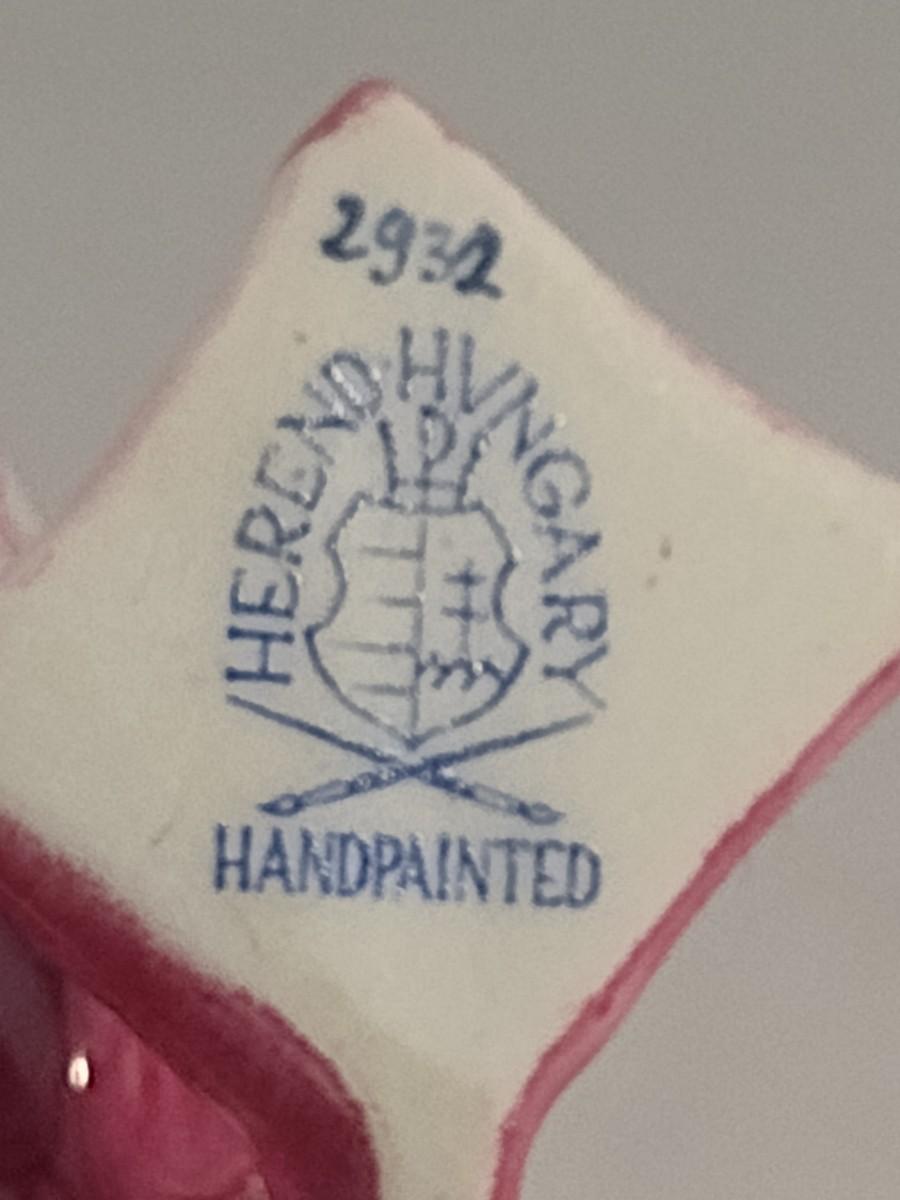 2932
HEREND HVNGARY
HANDPAINTED